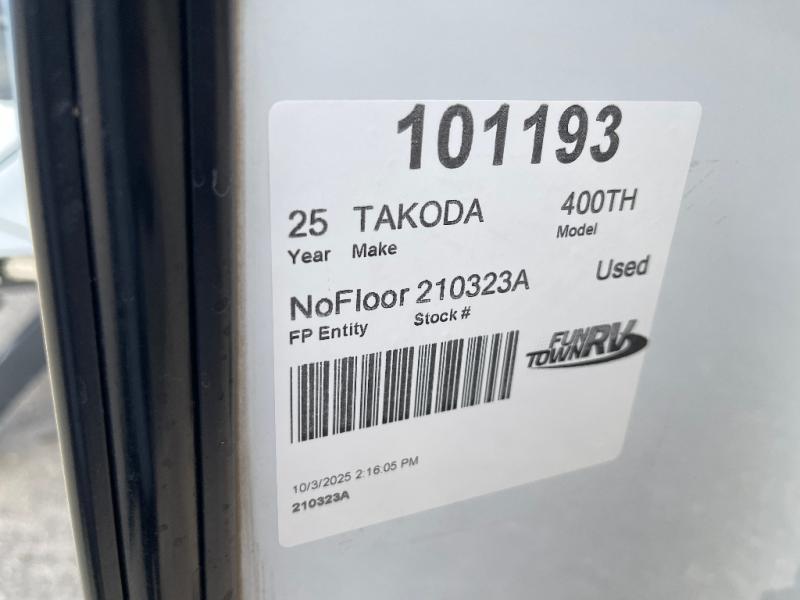 101193
25 TAKODA 400TH
Year Make Model
NoFloor 210323A Used
FP Entity Stock #
FUN
TOWN RV
10/3/2025 2:16:05 PM
210323A